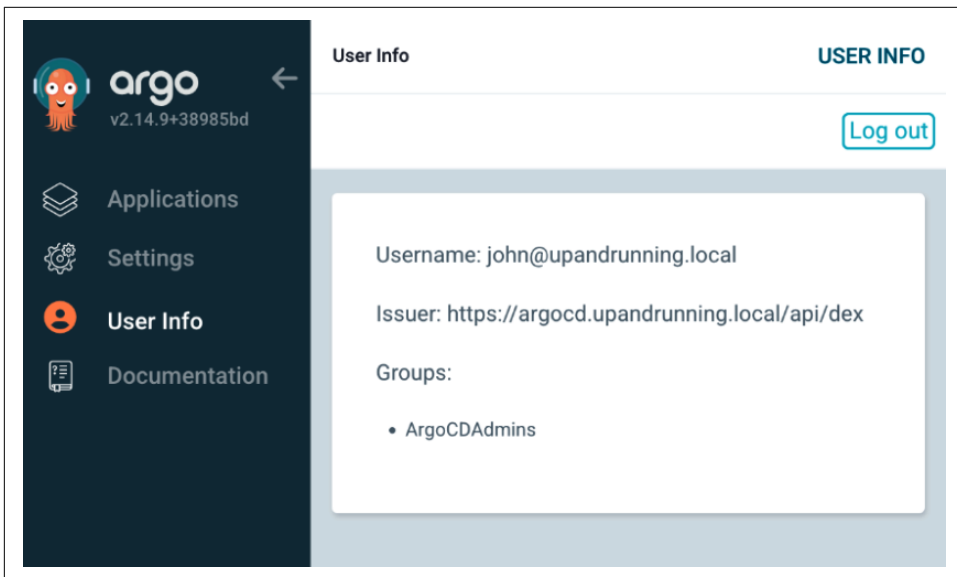 argo
v2.14.9+38985bd
Applications
Settings
User Info
Documentation
User Info
USER INFO
Log out
Username: john@upandrunning.local
Issuer: https://argocd.upandrunning.local/api/dex
Groups:
• ArgoCDAdmins